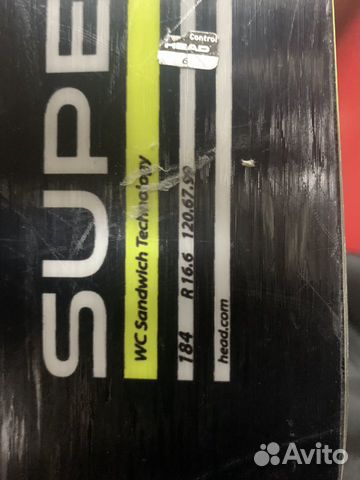 SUPE
WC Sandwich Technology
184 R 16.6 120.67.99
head.com
Control
HEAD
6
Avito